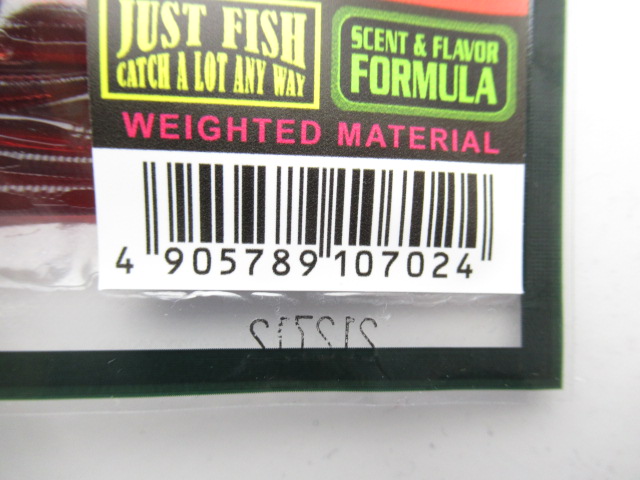 JUST FISH
CATCH A LOT ANY WAY
SCENT & FLAVOR
FORMULA
WEIGHTED MATERIAL
4 905789 107024